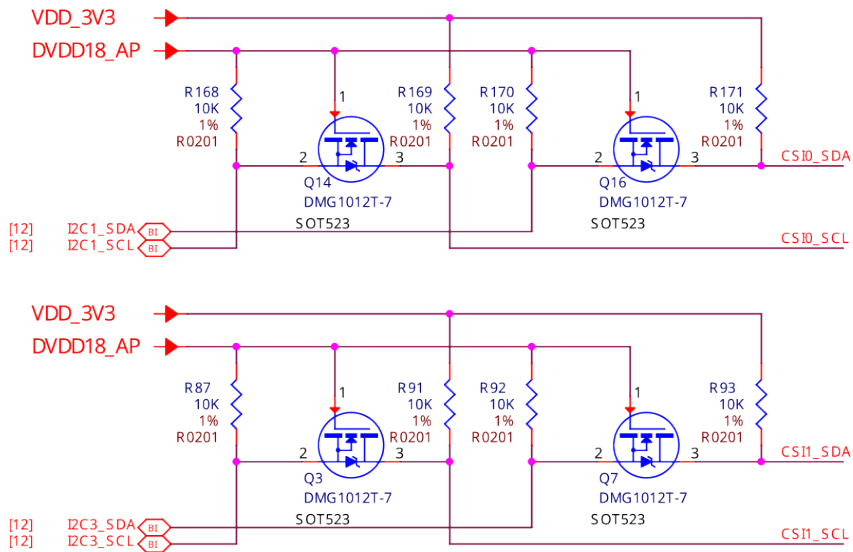 VDD_3V3
DVDD18_AP
R168
10K
1%
R0201
1
R169
10K
1%
R0201
R170
10K
1%
R0201
1
R171
10K
1%
R0201
2
3
Q14
DMG1012T-7
SOT523
2
3
Q16
DMG1012T-7
SOT523
CSI0_SDA
[12] I2C1_SDA BI
[12] I2C1_SCL BI
CSI0_SCL
VDD_3V3
DVDD18_AP
R87
10K
1%
R0201
1
R91
10K
1%
R0201
R92
10K
1%
R0201
1
R93
10K
1%
R0201
2
3
Q3
DMG1012T-7
SOT523
2
3
Q7
DMG1012T-7
SOT523
CSI1_SDA
[12] I2C3_SDA BI
[12] I2C3_SCL BI
CSI1_SCL